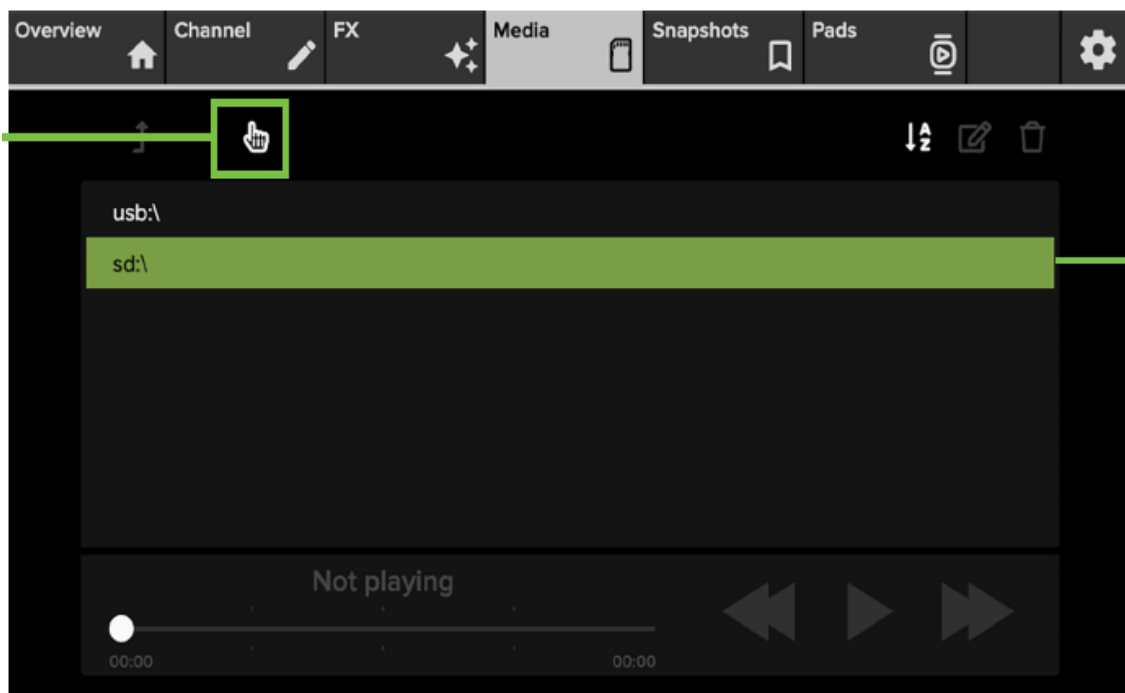 Overview Channel FX Media Snapshots Pads
A
Z
usb:\
sd:\
Not playing
00:00 00:00